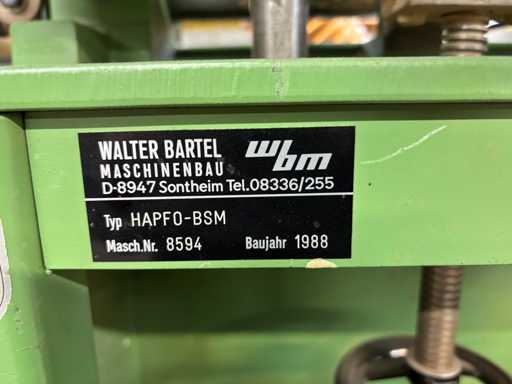 WALTER BARTEL
MASCHINENBAU
wbm
D-8947 Sontheim Tel.08336/255
Typ HAPFO-BSM
Masch.Nr. 8594 Baujahr 1988